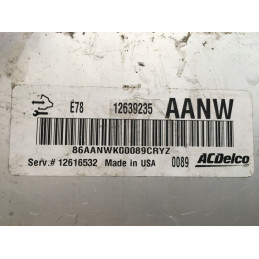 E78 12639235 AANW
86AANWK00089CRYZ
Serv.# 12616532 Made in USA 0089 ACDelco